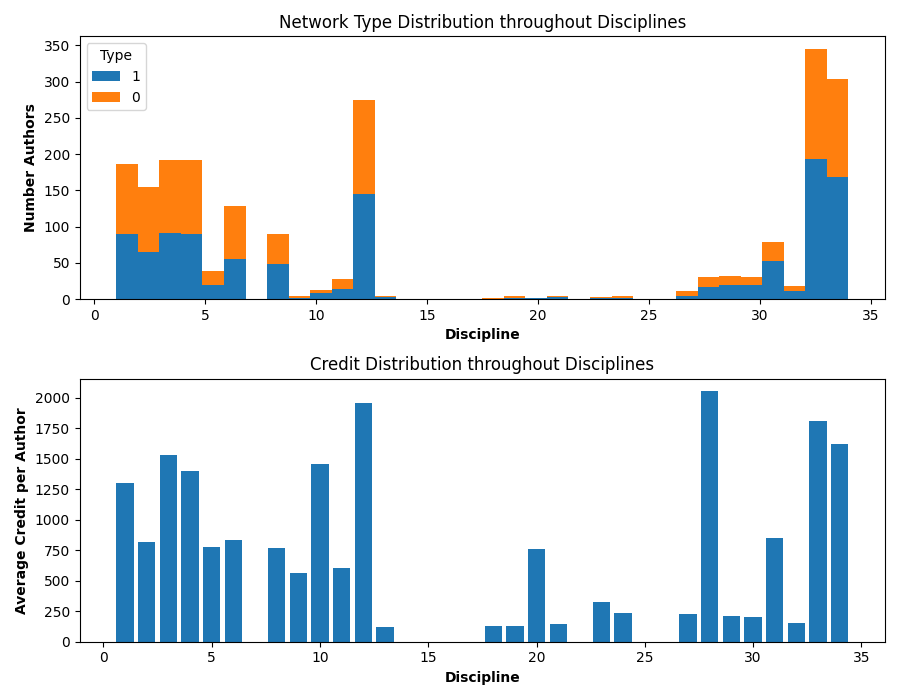 Network Type Distribution throughout Disciplines
Type
1
0
Number Authors
350
300
250
200
150
100
50
0
0 5 10 15 20 25 30 35
Discipline
Credit Distribution throughout Disciplines
Average Credit per Author
2000
1750
1500
1250
1000
750
500
250
0
0 5 10 15 20 25 30 35
Discipline